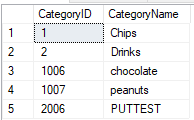 CategoryID CategoryName
1 1 Chips
2 2 Drinks
3 1006 chocolate
4 1007 peanuts
5 2006 PUTTEST